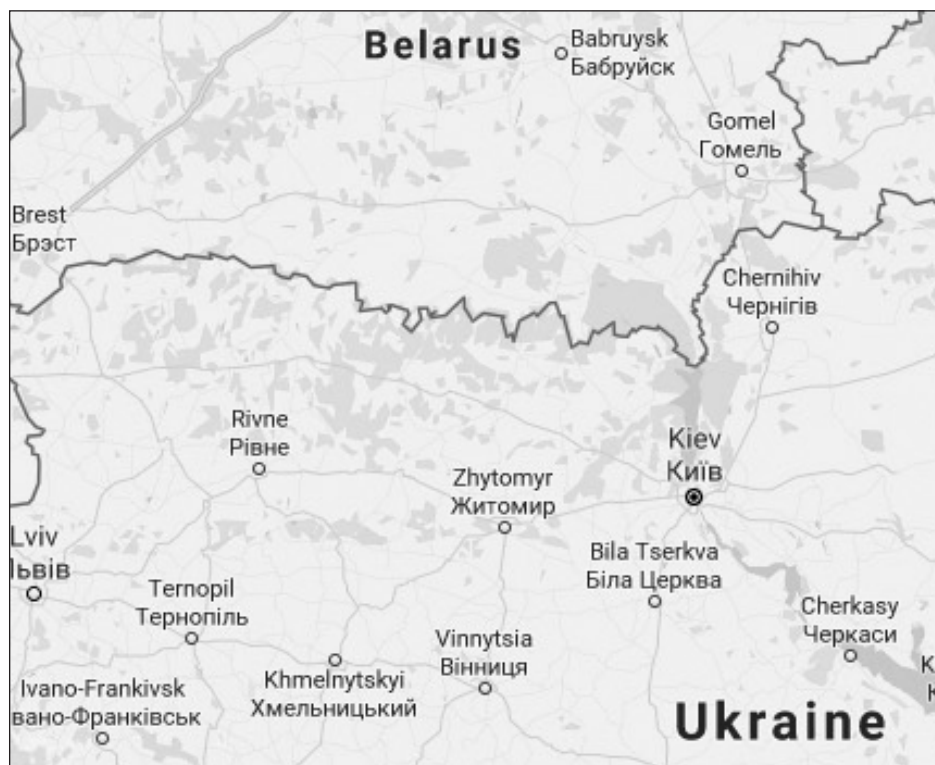 Belarus
Babruysk
Бабруйск
Gomel
Гомель
Brest
Брэст
Chernihiv
Чернігів
Rivne
Рівне
Kiev
Київ
Zhytomyr
Житомир
Lviv
львів
Bila Tserkva
Біла Церква
Ternopil
Тернопіль
Cherkasy
Черкаси
Vinnytsia
Вінниця
Khmelnytskyi
Хмельницький
Ivano-Frankivsk
вано-Франківськ
K
К
Ukraine